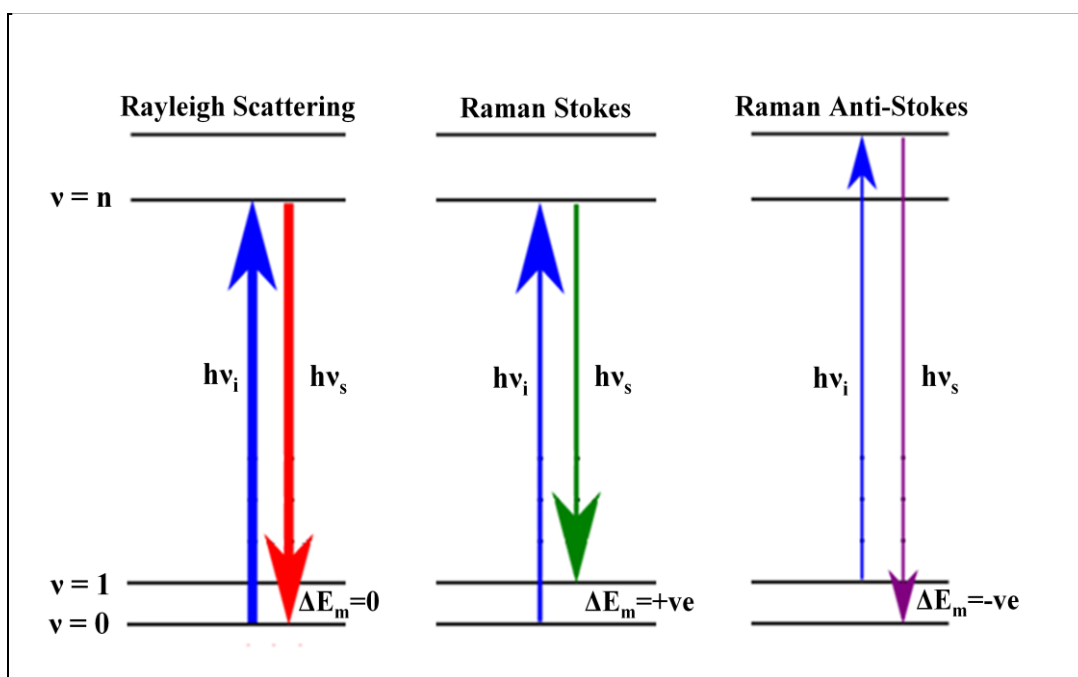 Rayleigh Scattering
Raman Stokes
Raman Anti-Stokes
ν = n
hνi
hνs
hνi
hνs
hνi
hνs
ν = 1
ΔEm=0
ΔEm=+ve
ΔEm=-ve
ν = 0